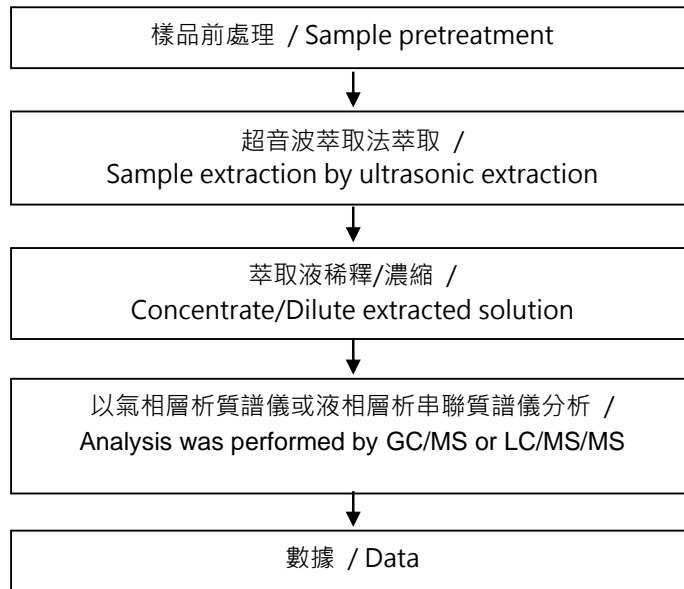 樣品前處理 / Sample pretreatment
超音波萃取法萃取 /
Sample extraction by ultrasonic extraction
萃取液稀釋/濃縮 /
Concentrate/Dilute extracted solution
以氣相層析質譜儀或液相層析串聯質譜儀分析 /
Analysis was performed by GC/MS or LC/MS/MS
數據 / Data